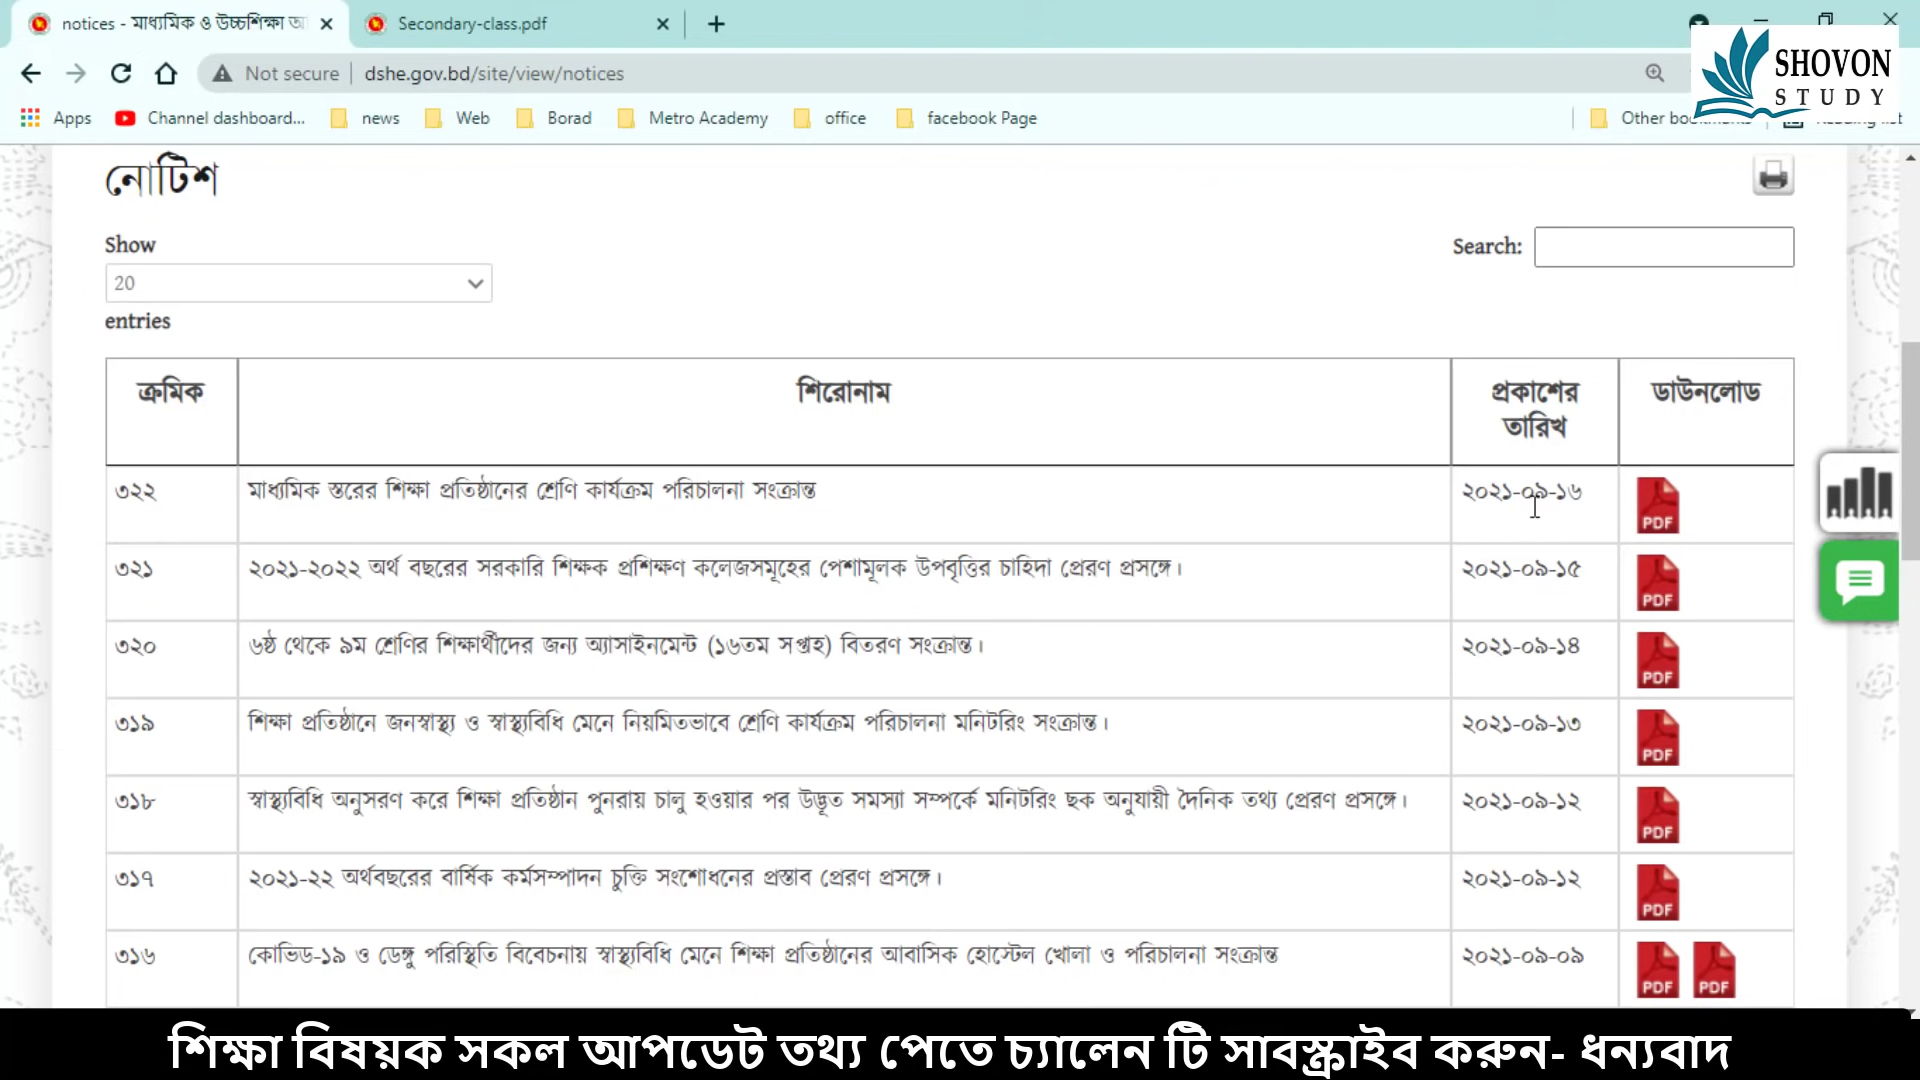 notices - মাধ্যমিক ও উচ্চশিক্ষা অ
Secondary-class.pdf
SHOVON
STUDY
Not secure
dshe.gov.bd/site/view/notices
Apps
Channel dashboard...
news
Web
Borad
Metro Academy
office
facebook Page
Other
নোটিশ
Show
20
entries
Search:
ক্রমিক শিরোনাম প্রকাশের তারিখ ডাউনলোড
৩২২ মাধ্যমিক স্তরের শিক্ষা প্রতিষ্ঠানের শ্রেণি কার্যক্রম পরিচালনা সংক্রান্ত ২০২১-০৯-১৬ PDF
৩২১ ২০২১-২০২২ অর্থ বছরের সরকারি শিক্ষক প্রশিক্ষণ কলেজসমূহের পেশামূলক উপবৃত্তির চাহিদা প্রেরণ প্রসঙ্গে। ২০২১-০৯-১৫ PDF
৩২০ ৬ষ্ঠ থেকে ৯ম শ্রেণির শিক্ষার্থীদের জন্য অ্যাসাইনমেন্ট (১৬তম সপ্তাহ) বিতরণ সংক্রান্ত। ২০২১-০৯-১৪ PDF
৩১৯ শিক্ষা প্রতিষ্ঠানে জনস্বাস্থ্য ও স্বাস্থ্যবিধি মেনে নিয়মিতভাবে শ্রেণি কার্যক্রম পরিচালনা মনিটরিং সংক্রান্ত। ২০২১-০৯-১৩ PDF
৩১৮ স্বাস্থ্যবিধি অনুসরণ করে শিক্ষা প্রতিষ্ঠান পুনরায় চালু হওয়ার পর উদ্ভূত সমস্যা সম্পর্কে মনিটরিং ছক অনুযায়ী দৈনিক তথ্য প্রেরণ প্রসঙ্গে। ২০২১-০৯-১২ PDF
৩১৭ ২০২১-২২ অর্থবছরের বার্ষিক কর্মসম্পাদন চুক্তি সংশোধনের প্রস্তাব প্রেরণ প্রসঙ্গে। ২০২১-০৯-১২ PDF
৩১৬ কোভিড-১৯ ও ডেঙ্গু পরিস্থিতি বিবেচনায় স্বাস্থ্যবিধি মেনে শিক্ষা প্রতিষ্ঠানের আবাসিক হোস্টেল খোলা ও পরিচালনা সংক্রান্ত ২০২১-০৯-০৯ PDF PDF
শিক্ষা বিষয়ক সকল আপডেট তথ্য পেতে চ্যালেন টি সাবস্ক্রাইব করুন- ধন্যবাদ